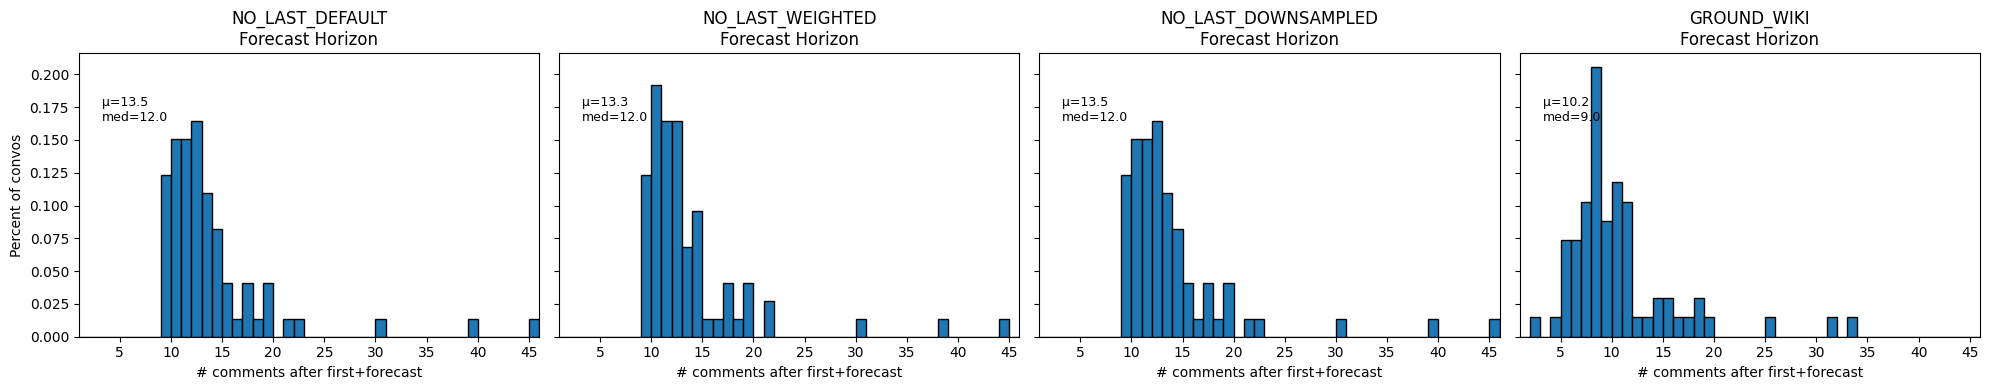 NO_LAST_DEFAULT
Forecast Horizon
μ=13.5
med=12.0
Percent of convos
0.200
0.175
0.150
0.125
0.100
0.075
0.050
0.025
0.000
5 10 15 20 25 30 35 40 45
# comments after first+forecast
NO_LAST_WEIGHTED
Forecast Horizon
μ=13.3
med=12.0
5 10 15 20 25 30 35 40 45
# comments after first+forecast
NO_LAST_DOWNSAMPLED
Forecast Horizon
μ=13.5
med=12.0
5 10 15 20 25 30 35 40 45
# comments after first+forecast
GROUND_WIKI
Forecast Horizon
μ=10.2
med=9.0
5 10 15 20 25 30 35 40 45
# comments after first+forecast